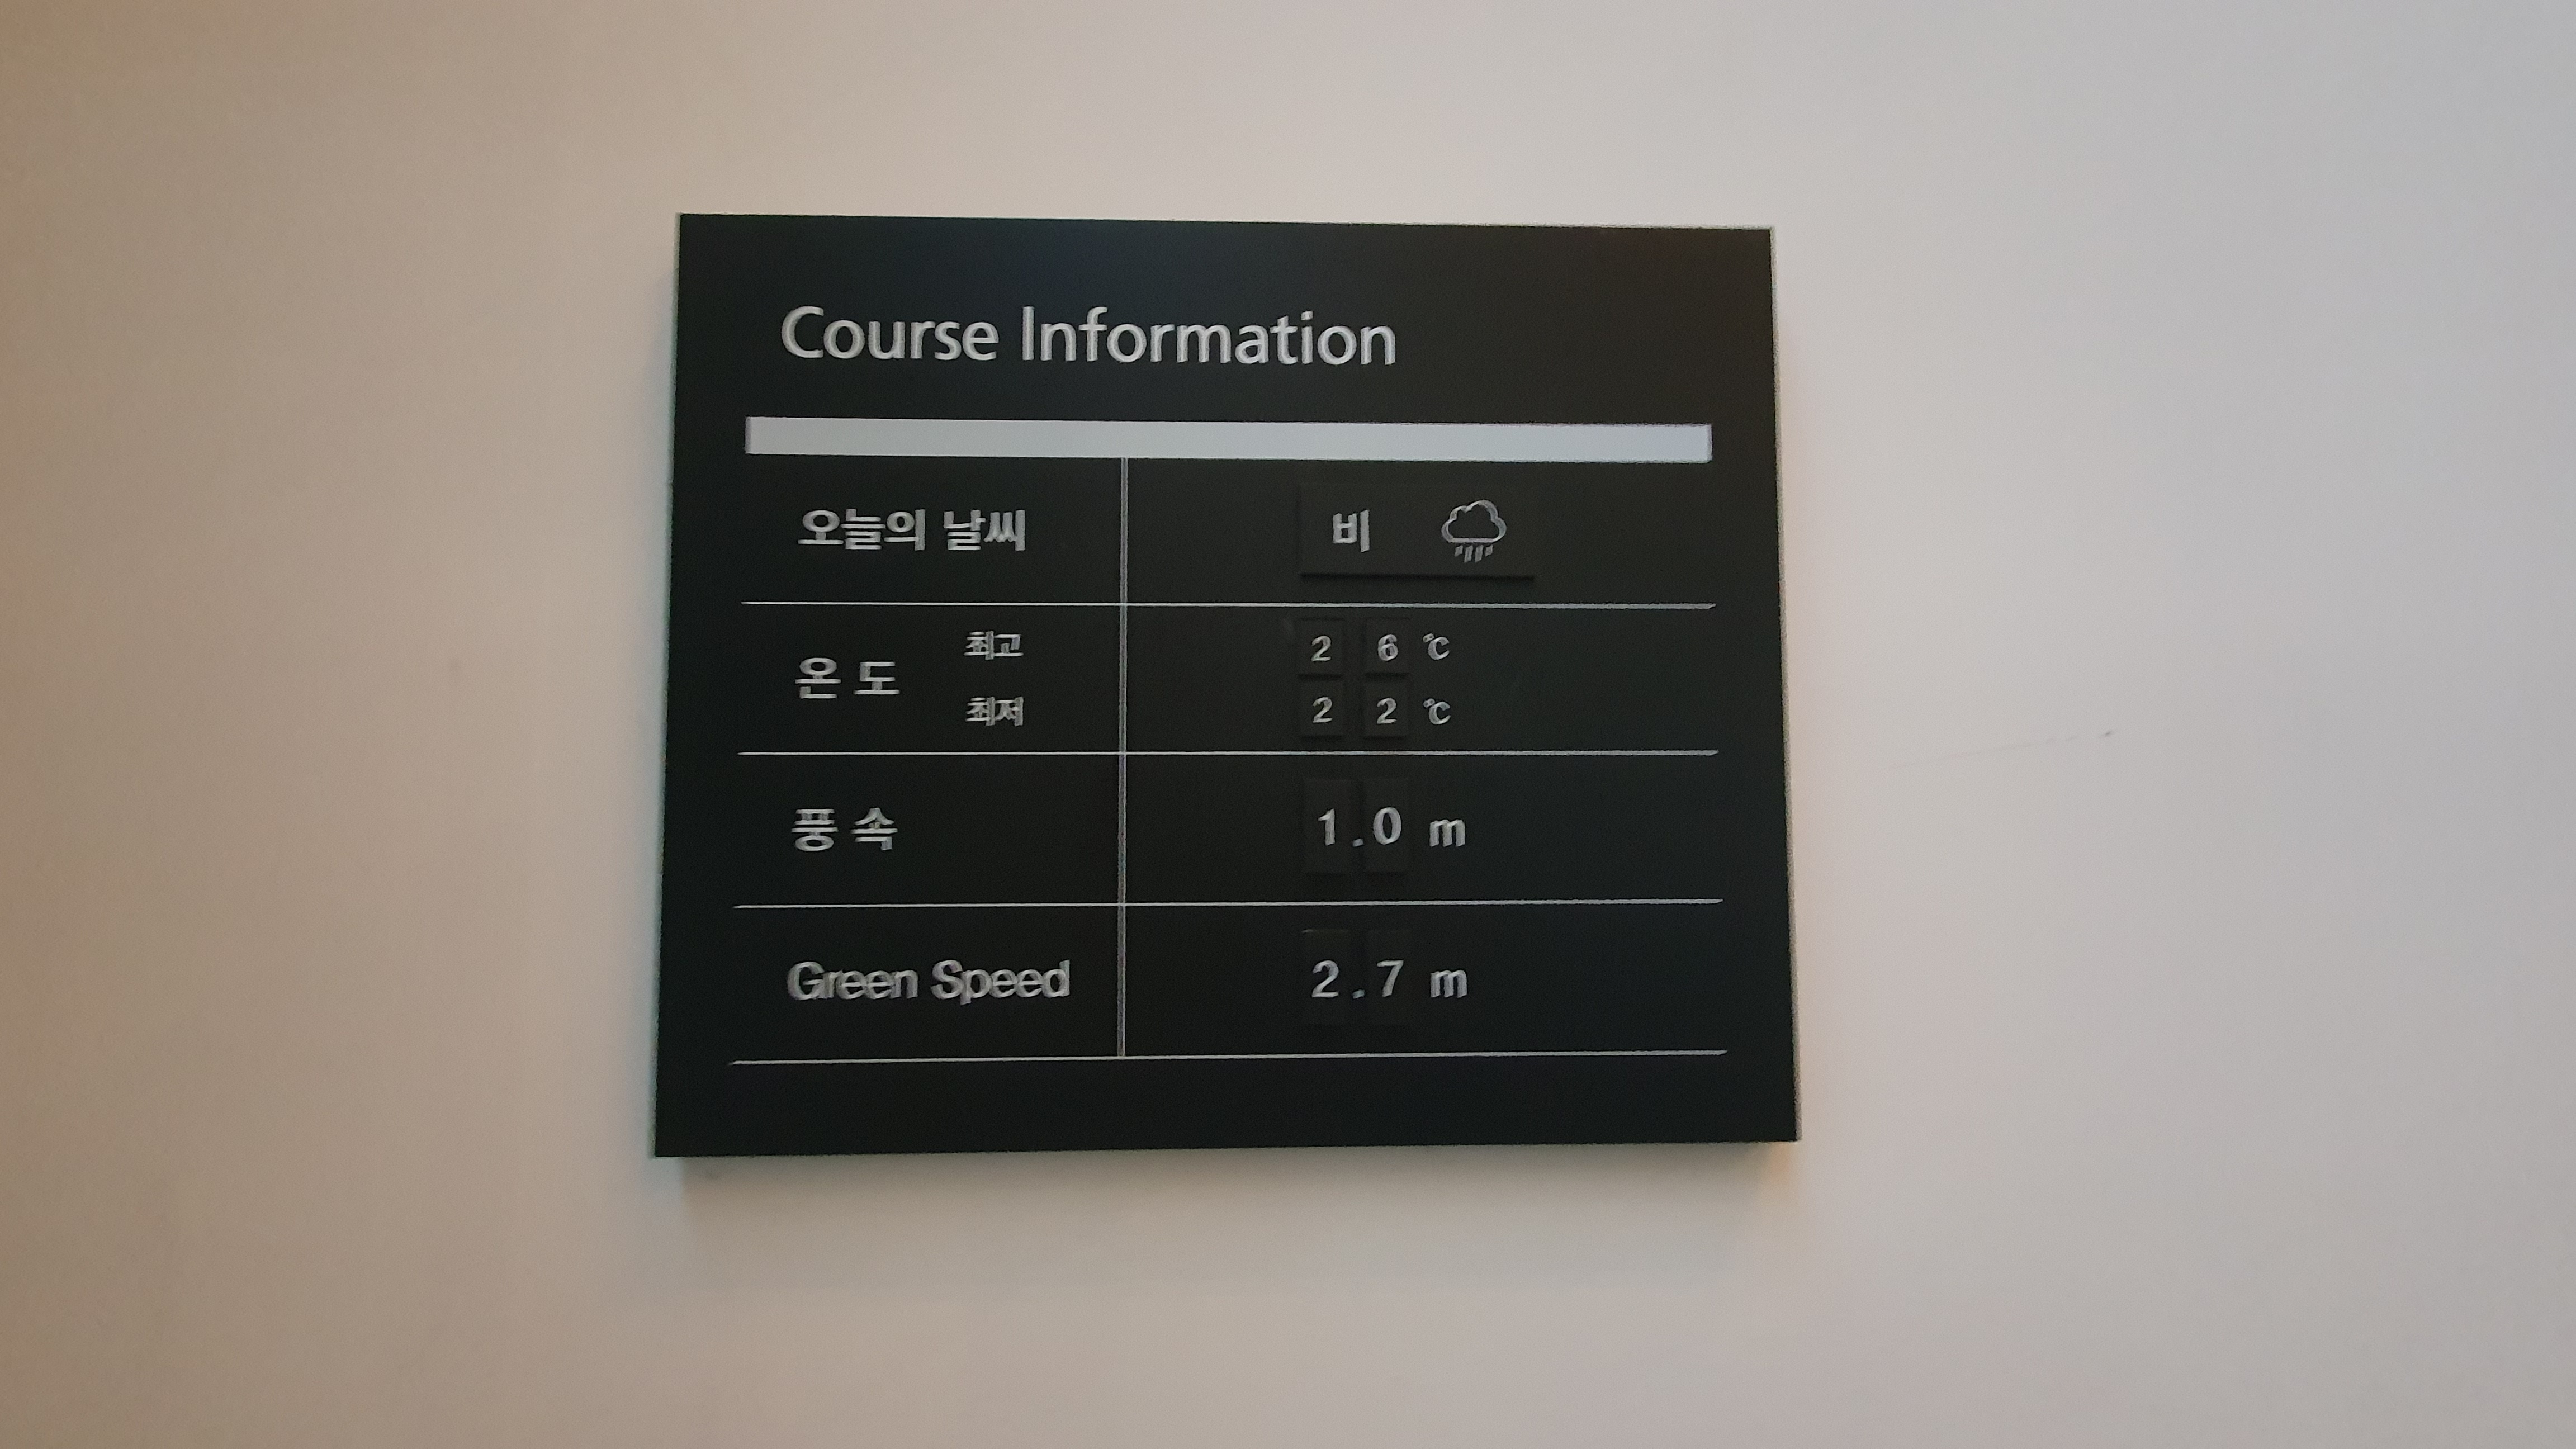 Course Information
오늘의 날씨 비
온 도 최고 2 6 ℃
최저 2 2 ℃
풍 속 1.0 m
Green Speed 2.7 m